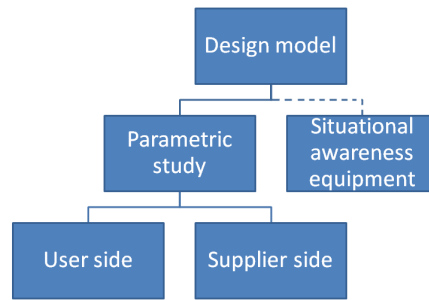 Design model
Parametric
study
Situational
awareness
equipment
User side
Supplier side